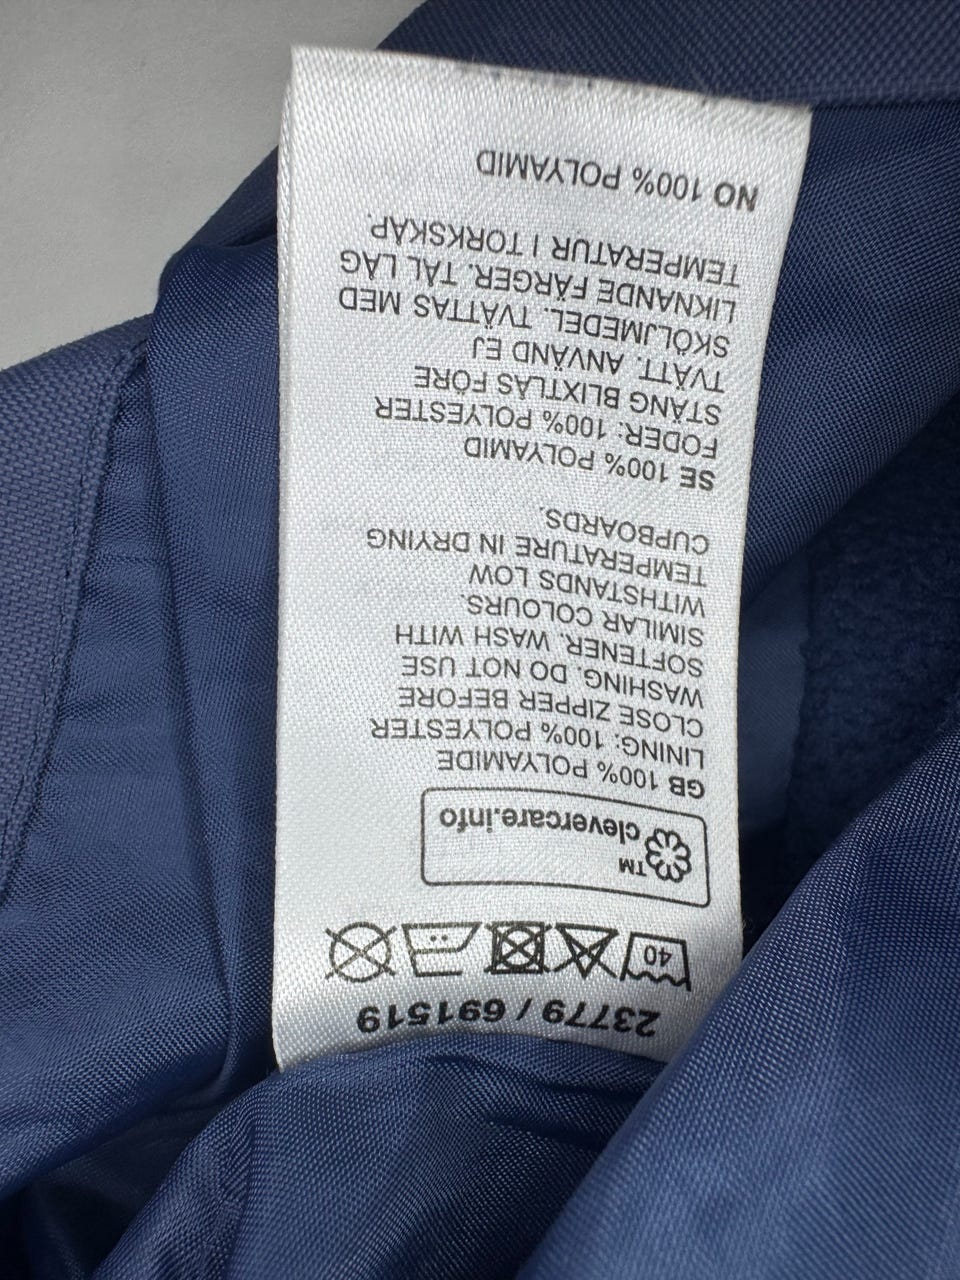 23779 / 691519
40
clevercare.info™
GB 100% POLYAMIDE
LINING: 100% POLYESTER
CLOSE ZIPPER BEFORE
WASHING. DO NOT USE
SOFTENER. WASH WITH
SIMILAR COLOURS.
WITHSTANDS LOW
TEMPERATURE IN DRYING
CUPBOARDS.
SE 100% POLYAMID
FODER: 100% POLYESTER
STÄNG BLIXTLÅS FÖRE
TVÄTT. ANVÄND EJ
SKÖLJMEDEL. TVÄTTAS MED
LIKNANDE FÄRGER. TÅL LÅG
TEMPERATUR I TORKSKÅP.
NO 100% POLYAMID